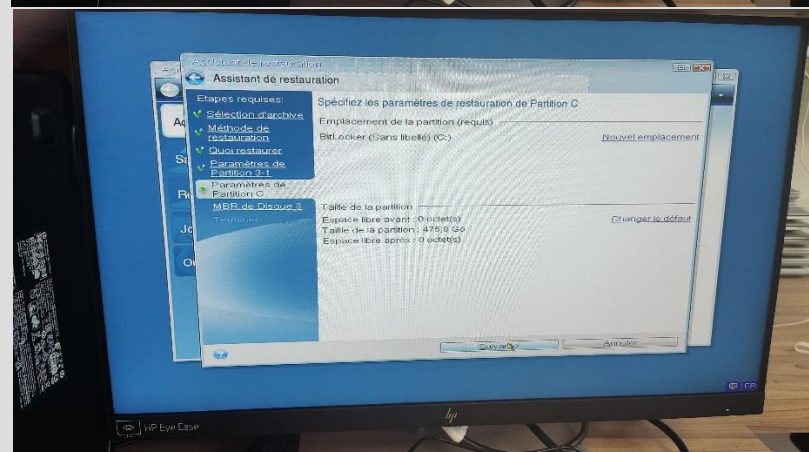 Assistant de restauration
Assistant de restauration
Etapes requises:
Sélection d'archive
Méthode de
restauration
Quoi restaurer
Paramètres de
Partition 3-1
Paramètres de
Partition C
MBR de Disque 3
Terminer
Spécifiez les paramètres de restauration de Partition C
Emplacement de la partition (requis)
BitLocker (Sans libellé) (C:)
Nouvel emplacement
Taille de la partition
Espace libre avant : 0 octet(s)
Taille de la partition : 476,8 Go
Espace libre après : 0 octet(s)
Changer le défaut
Suivant >
Annuler
FR
hp
HP Eye Ease